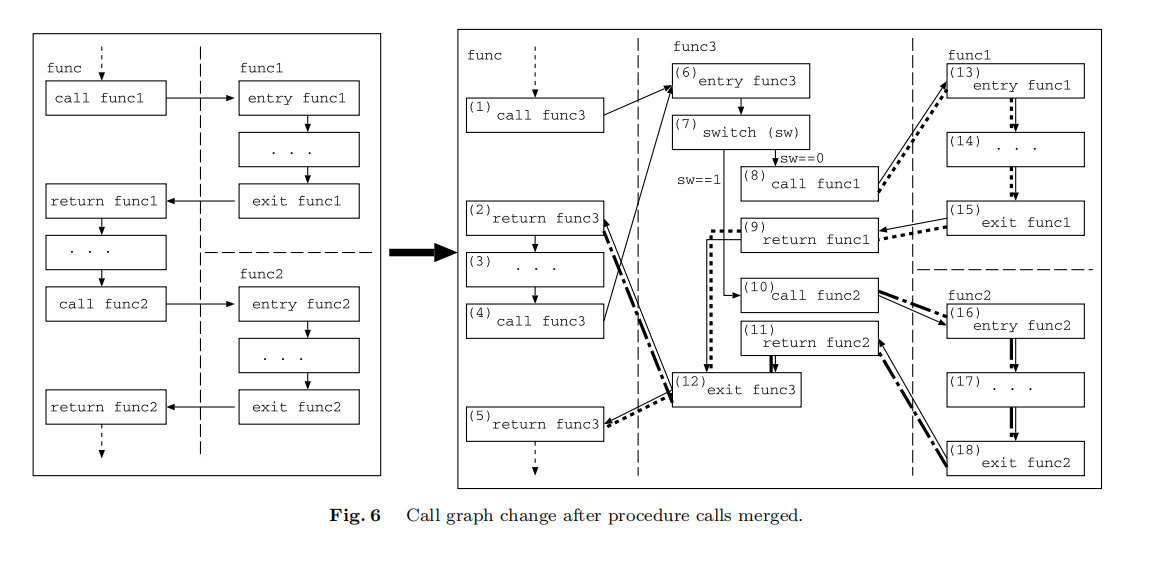 func
call func1
return func1
. . .
call func2
return func2
func1
entry func1
. . .
exit func1
func2
entry func2
. . .
exit func2
func
(1) call func3
(2) return func3
(3) . . .
(4) call func3
(5) return func3
func3
(6) entry func3
(7) switch (sw)
sw==0
sw==1
(8) call func1
(9) return func1
(10) call func2
(11) return func2
(12) exit func3
func1
(13) entry func1
(14) . . .
(15) exit func1
func2
(16) entry func2
(17) . . .
(18) exit func2
Fig. 6 Call graph change after procedure calls merged.